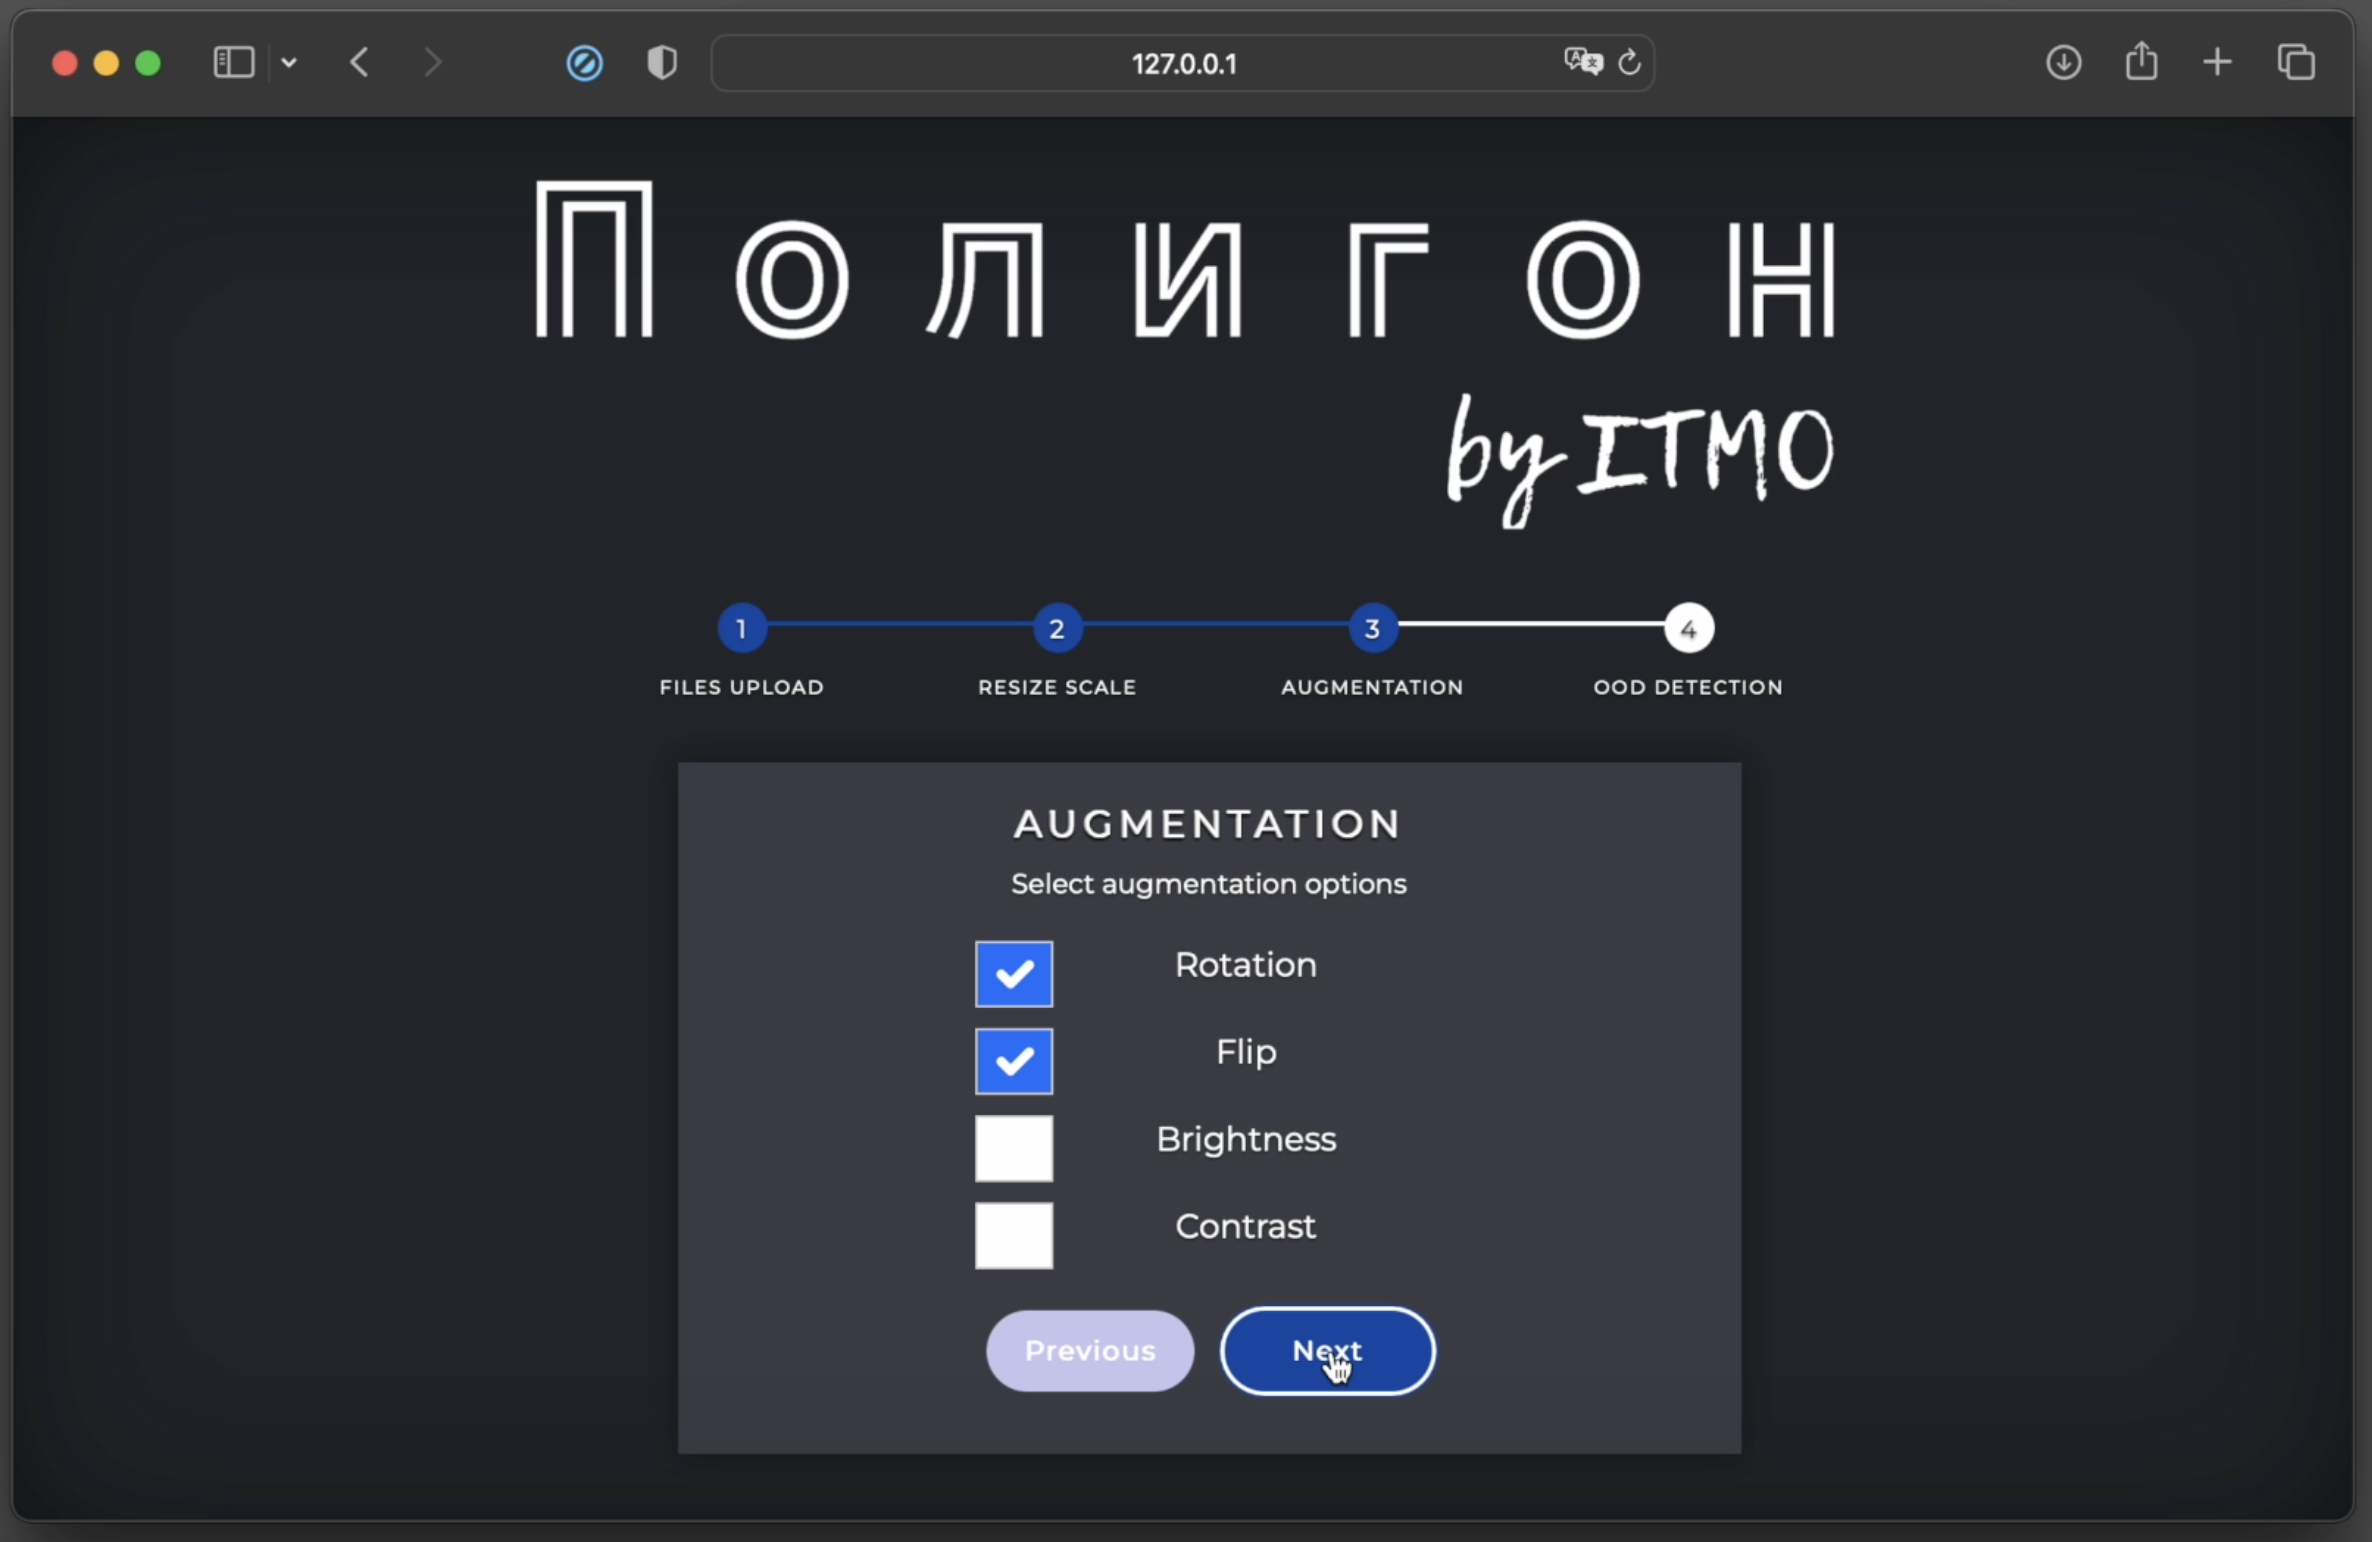 127.0.0.1
Полигон
by ITMO
1 2 3 4
FILES UPLOAD RESIZE SCALE AUGMENTATION OOD DETECTION
AUGMENTATION
Select augmentation options
Rotation
Flip
Brightness
Contrast
Previous Next